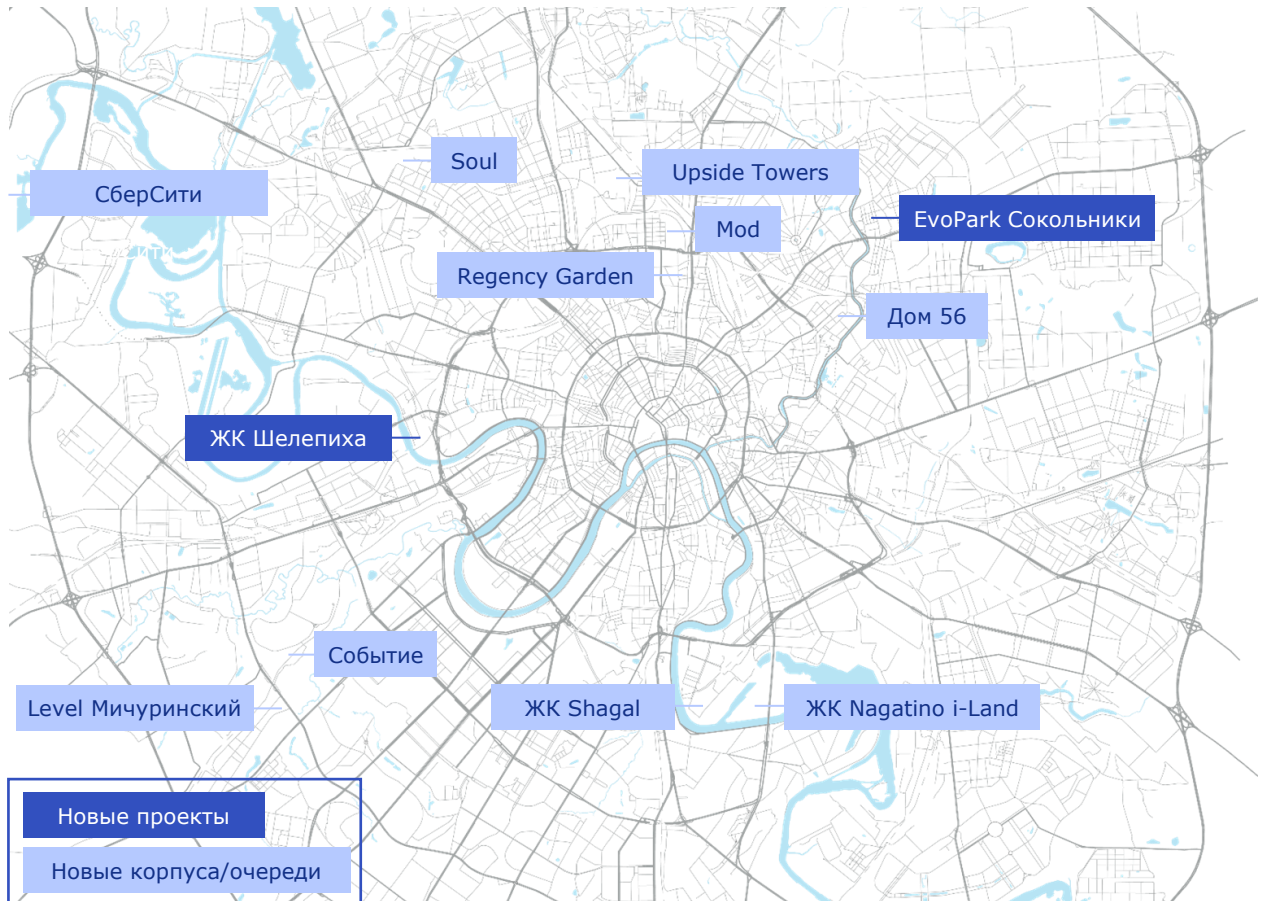 Soul
Upside Towers
СберСити
EvoPark Сокольники
Mod
Regency Garden
Дом 56
ЖК Шелепиха
Событие
Level Мичуринский
ЖК Shagal
ЖК Nagatino i-Land
Новые проекты
Новые корпуса/очереди